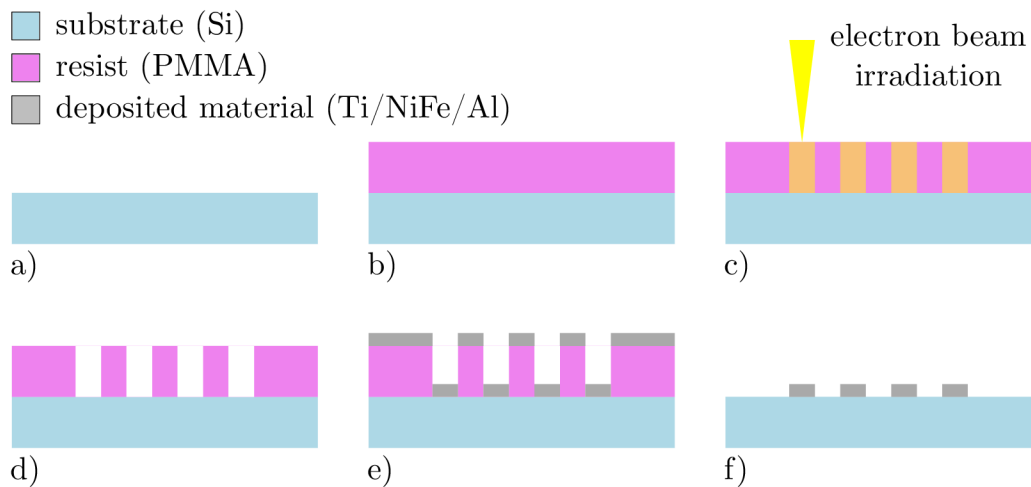 substrate (Si)
resist (PMMA)
deposited material (Ti/NiFe/Al)
electron beam
irradiation
a)
b)
c)
d)
e)
f)